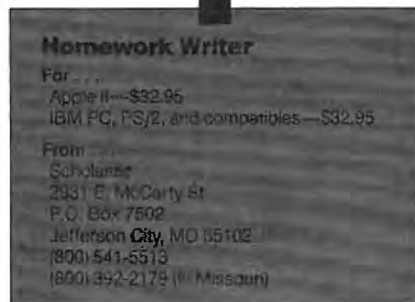 Homework Writer
For . . . .
Apple II—$32.95
IBM PC, PS/2, and compatibles—$32.95
From . . . .
Scholastic
2931 E. McCarty St.
P.O. Box 7502
Jefferson City, MO 65102
(800) 541-5513
(800) 392-2179 (in Missouri)